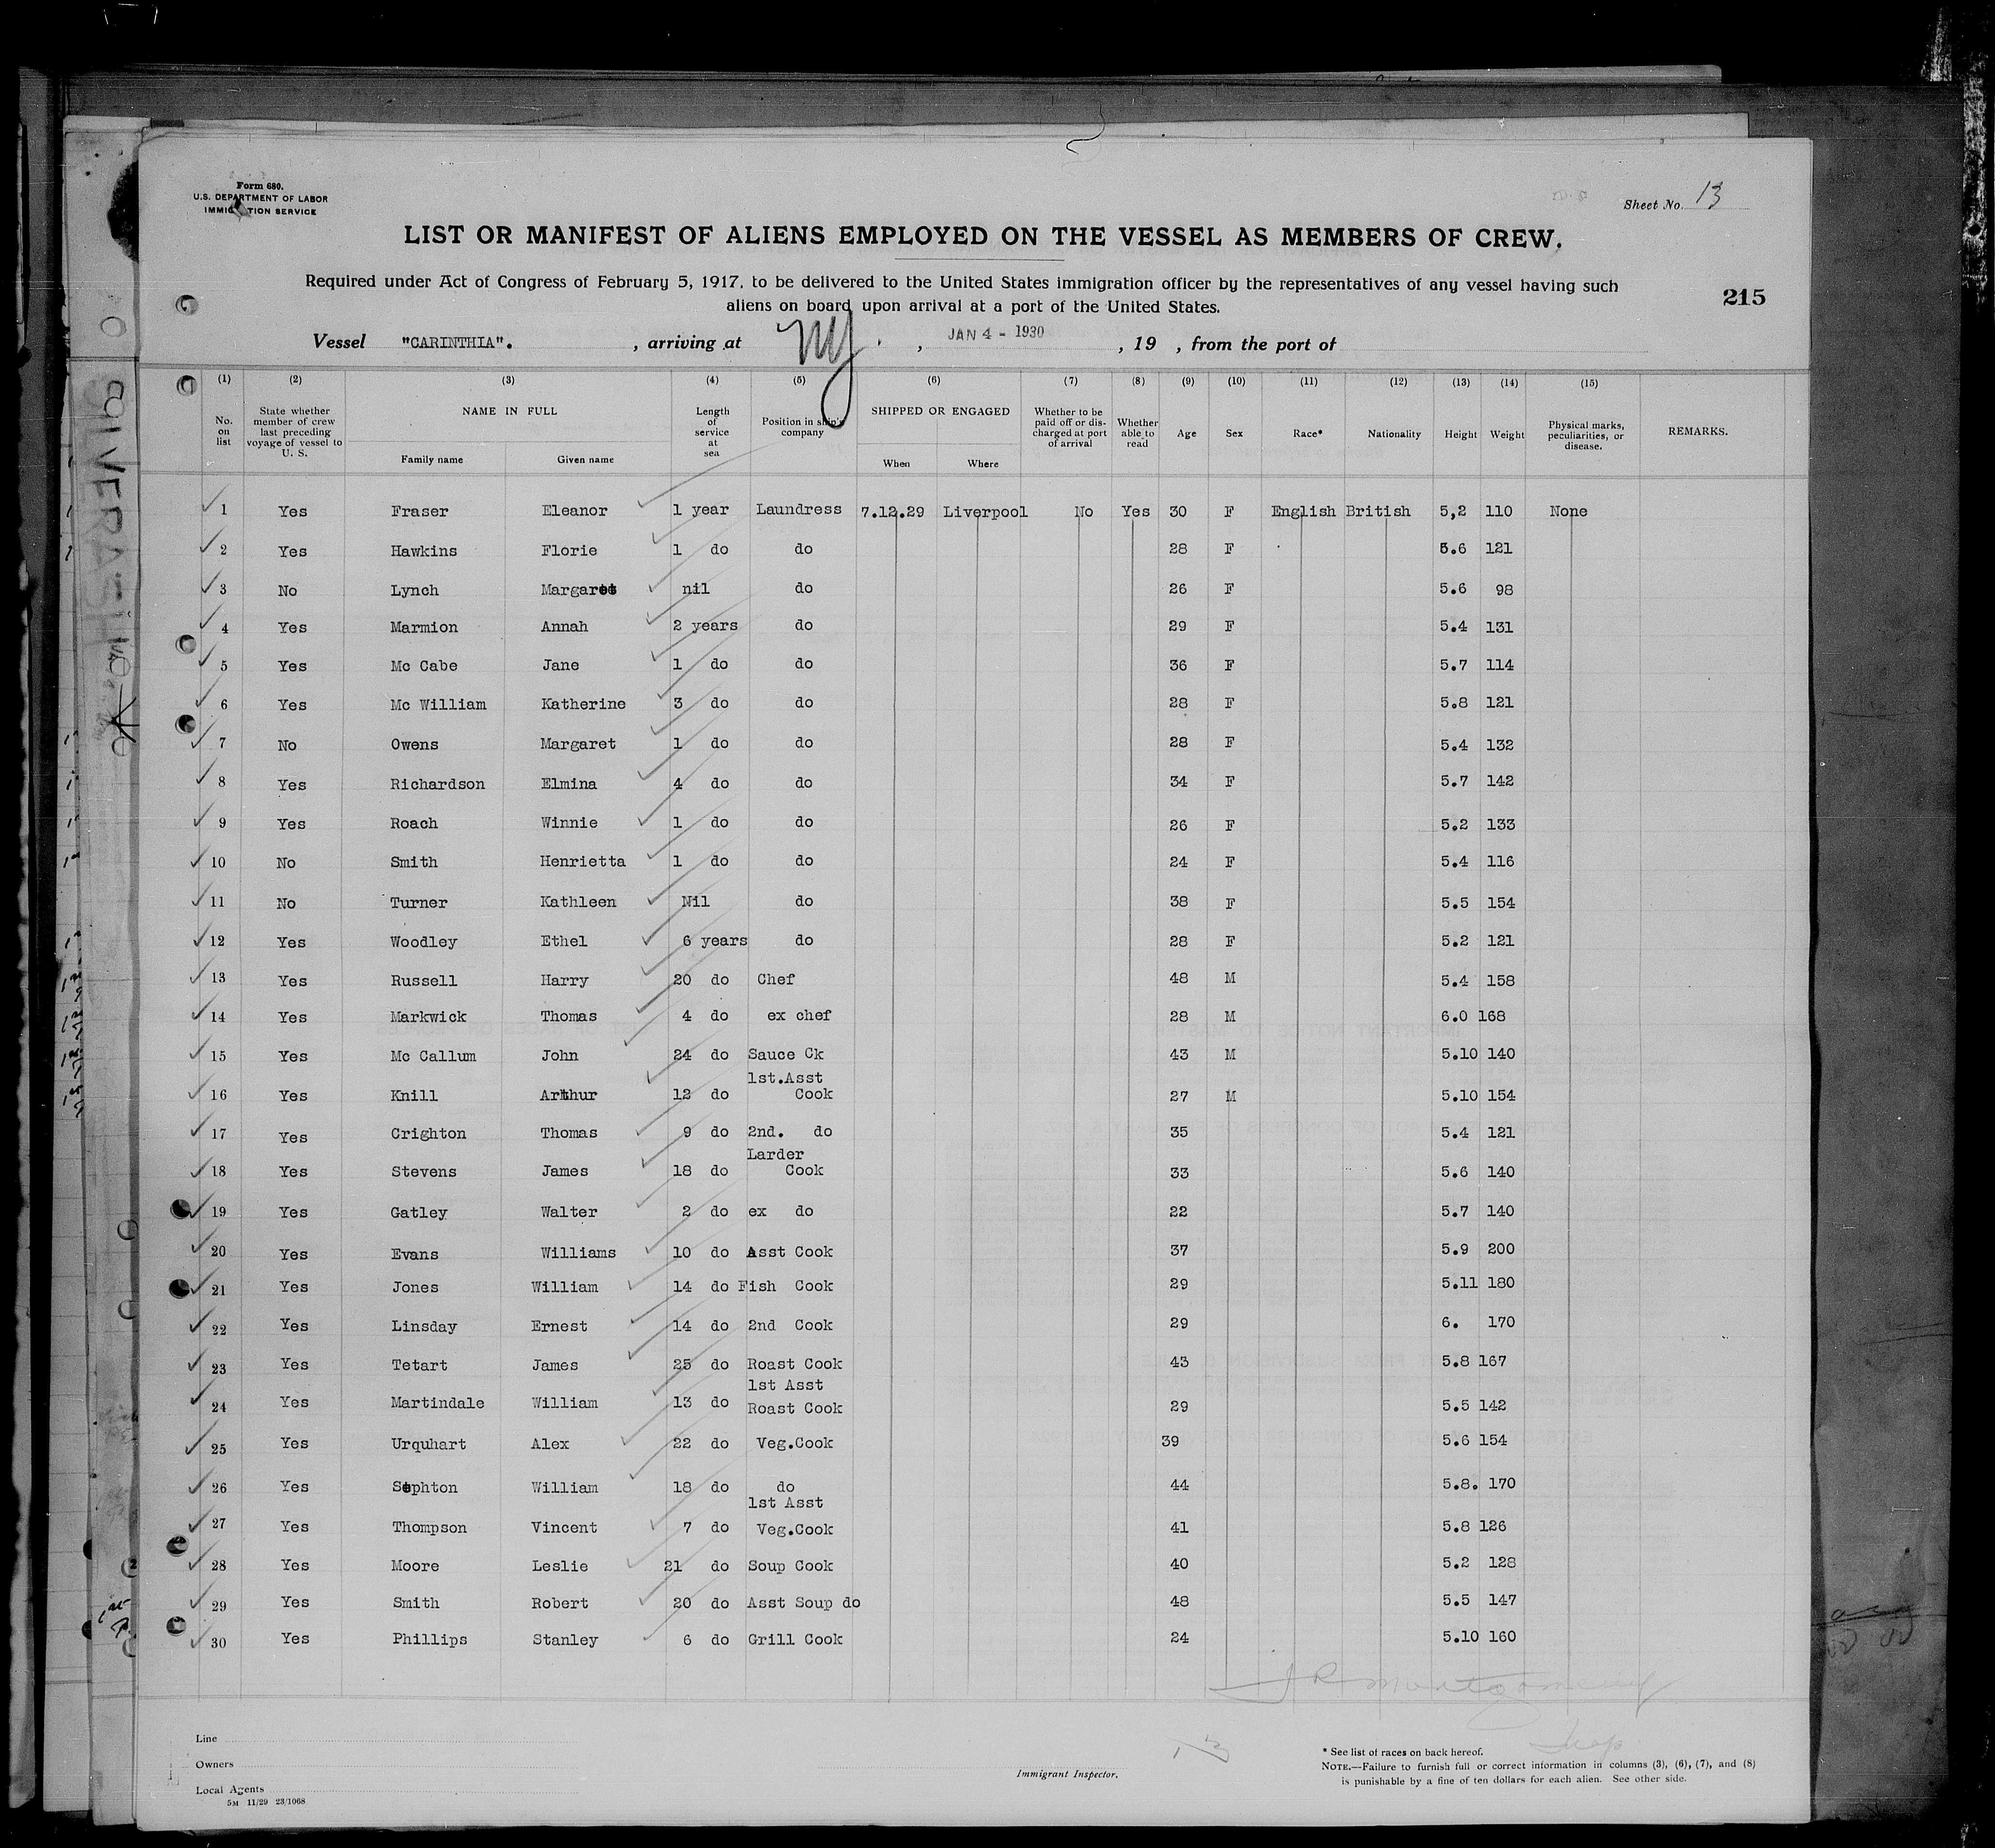 Form 680.
U.S. DEPARTMENT OF LABOR
IMMIGRATION SERVICE
Sheet No. 13
LIST OR MANIFEST OF ALIENS EMPLOYED ON THE VESSEL AS MEMBERS OF CREW.
Required under Act of Congress of February 5, 1917, to be delivered to the United States immigration officer by the representatives of any vessel having such
aliens on board upon arrival at a port of the United States.
215
Vessel "CARINTHIA". , arriving at NY. , JAN 4 - 1930 , 19 , from the port of
(1) (2) (3) (4) (5) (6) (7) (8) (9) (10) (11) (12) (13) (14) (15)
No. on list State whether member of crew last preceding voyage of vessel to U. S. NAME IN FULL Family name Given name Length of service at sea Position in ship's company SHIPPED OR ENGAGED When Where Whether to be paid off or discharged at port of arrival Whether able to read Age Sex Race* Nationality Height Weight Physical marks, peculiarities, or disease. REMARKS.
1 Yes Fraser Eleanor 1 year Laundress 7.12.29 Liverpool No Yes 30 F English British 5,2 110 None
2 Yes Hawkins Florie 1 do do 28 F 5.6 121
3 No Lynch Margaret nil do 26 F 5.6 98
4 Yes Marmion Annah 2 years do 29 F 5.4 131
5 Yes Mc Cabe Jane 1 do do 36 F 5.7 114
6 Yes Mc William Katherine 3 do do 28 F 5.8 121
7 No Owens Margaret 1 do do 28 F 5.4 132
8 Yes Richardson Elmina 4 do do 34 F 5.7 142
9 Yes Roach Winnie 1 do do 26 F 5.2 133
10 No Smith Henrietta 1 do do 24 F 5.4 116
11 No Turner Kathleen Nil do 38 F 5.5 154
12 Yes Woodley Ethel 6 years do 28 F 5.2 121
13 Yes Russell Harry 20 do Chef 48 M 5.4 158
14 Yes Markwick Thomas 4 do ex chef 28 M 6.0 168
15 Yes Mc Callum John 24 do Sauce Ck 43 M 5.10 140
16 Yes Knill Arthur 12 do 1st.Asst Cook 27 M 5.10 154
17 Yes Crighton Thomas 9 do 2nd. do 35 5.4 121
18 Yes Stevens James 18 do Larder Cook 33 5.6 140
19 Yes Gatley Walter 2 do ex do 22 5.7 140
20 Yes Evans Williams 10 do Asst Cook 37 5.9 200
21 Yes Jones William 14 do Fish Cook 29 5.11 180
22 Yes Linsday Ernest 14 do 2nd Cook 29 6. 170
23 Yes Tetart James 25 do Roast Cook 43 5.8 167
24 Yes Martindale William 13 do 1st Asst Roast Cook 29 5.5 142
25 Yes Urquhart Alex 22 do Veg.Cook 39 5.6 154
26 Yes Stephton William 18 do do 44 5.8. 170
27 Yes Thompson Vincent 7 do 1st Asst Veg.Cook 41 5.8 126
28 Yes Moore Leslie 21 do Soup Cook 40 5.2 128
29 Yes Smith Robert 20 do Asst Soup do 48 5.5 147
30 Yes Phillips Stanley 6 do Grill Cook 24 5.10 160
J R Montgomery
Insp
Line
Owners
Local Agents
5M 11/29 23/1068
Immigrant Inspector.
* See list of races on back hereof.
NOTE.—Failure to furnish full or correct information in columns (3), (6), (7), and (8)
is punishable by a fine of ten dollars for each alien. See other side.